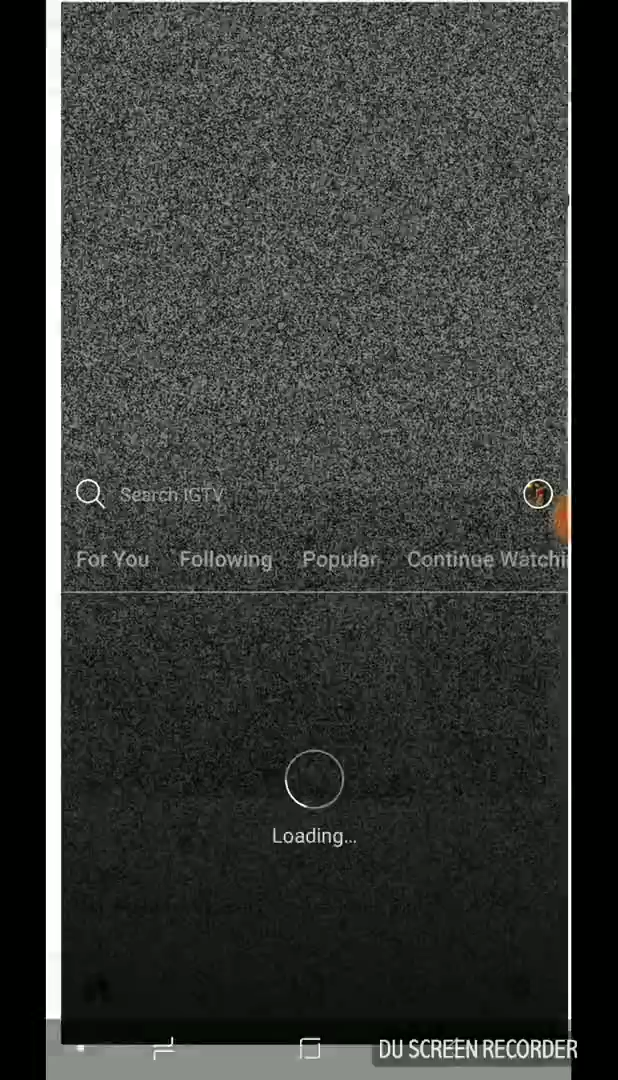 Search IGTV
For You Following Popular Continue Watchi
Loading...
DU SCREEN RECORDER